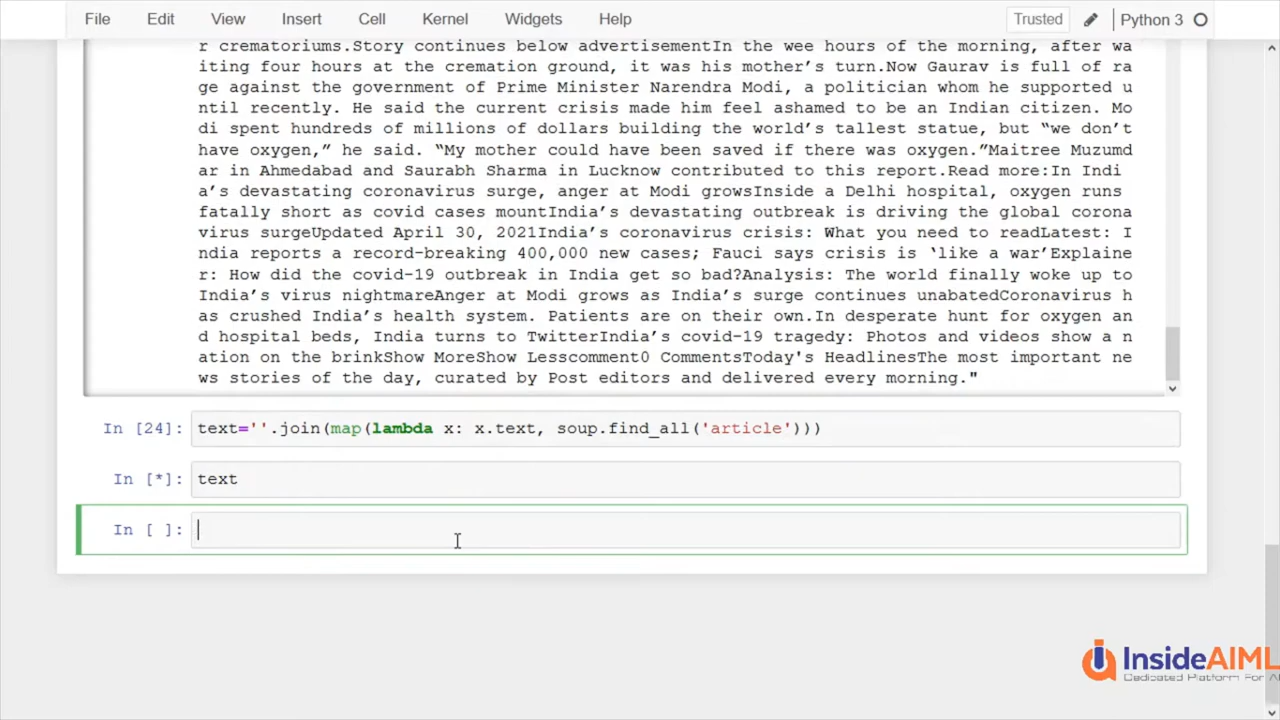 File Edit View Insert Cell Kernel Widgets Help Trusted Python 3
r crematoriums.Story continues below advertisementIn the wee hours of the morning, after wa
iting four hours at the cremation ground, it was his mother’s turn.Now Gaurav is full of ra
ge against the government of Prime Minister Narendra Modi, a politician whom he supported u
ntil recently. He said the current crisis made him feel ashamed to be an Indian citizen. Mo
di spent hundreds of millions of dollars building the world’s tallest statue, but “we don’t
have oxygen,” he said. “My mother could have been saved if there was oxygen.”Maitree Muzumd
ar in Ahmedabad and Saurabh Sharma in Lucknow contributed to this report.Read more:In Indi
a’s devastating coronavirus surge, anger at Modi growsInside a Delhi hospital, oxygen runs
fatally short as covid cases mountIndia’s devastating outbreak is driving the global corona
virus surgeUpdated April 30, 2021India’s coronavirus crisis: What you need to readLatest: I
ndia reports a record-breaking 400,000 new cases; Fauci says crisis is ‘like a war’Explaine
r: How did the covid-19 outbreak in India get so bad?Analysis: The world finally woke up to
India’s virus nightmareAnger at Modi grows as India’s surge continues unabatedCoronavirus h
as crushed India’s health system. Patients are on their own.In desperate hunt for oxygen an
d hospital beds, India turns to TwitterIndia’s covid-19 tragedy: Photos and videos show a n
ation on the brinkShow MoreShow Lesscomment0 CommentsToday's HeadlinesThe most important ne
ws stories of the day, curated by Post editors and delivered every morning."
In [24]: text=''.join(map(lambda x: x.text, soup.find_all('article')))
In [*]: text
In [ ]:
InsideAIML
Dedicated Platform For